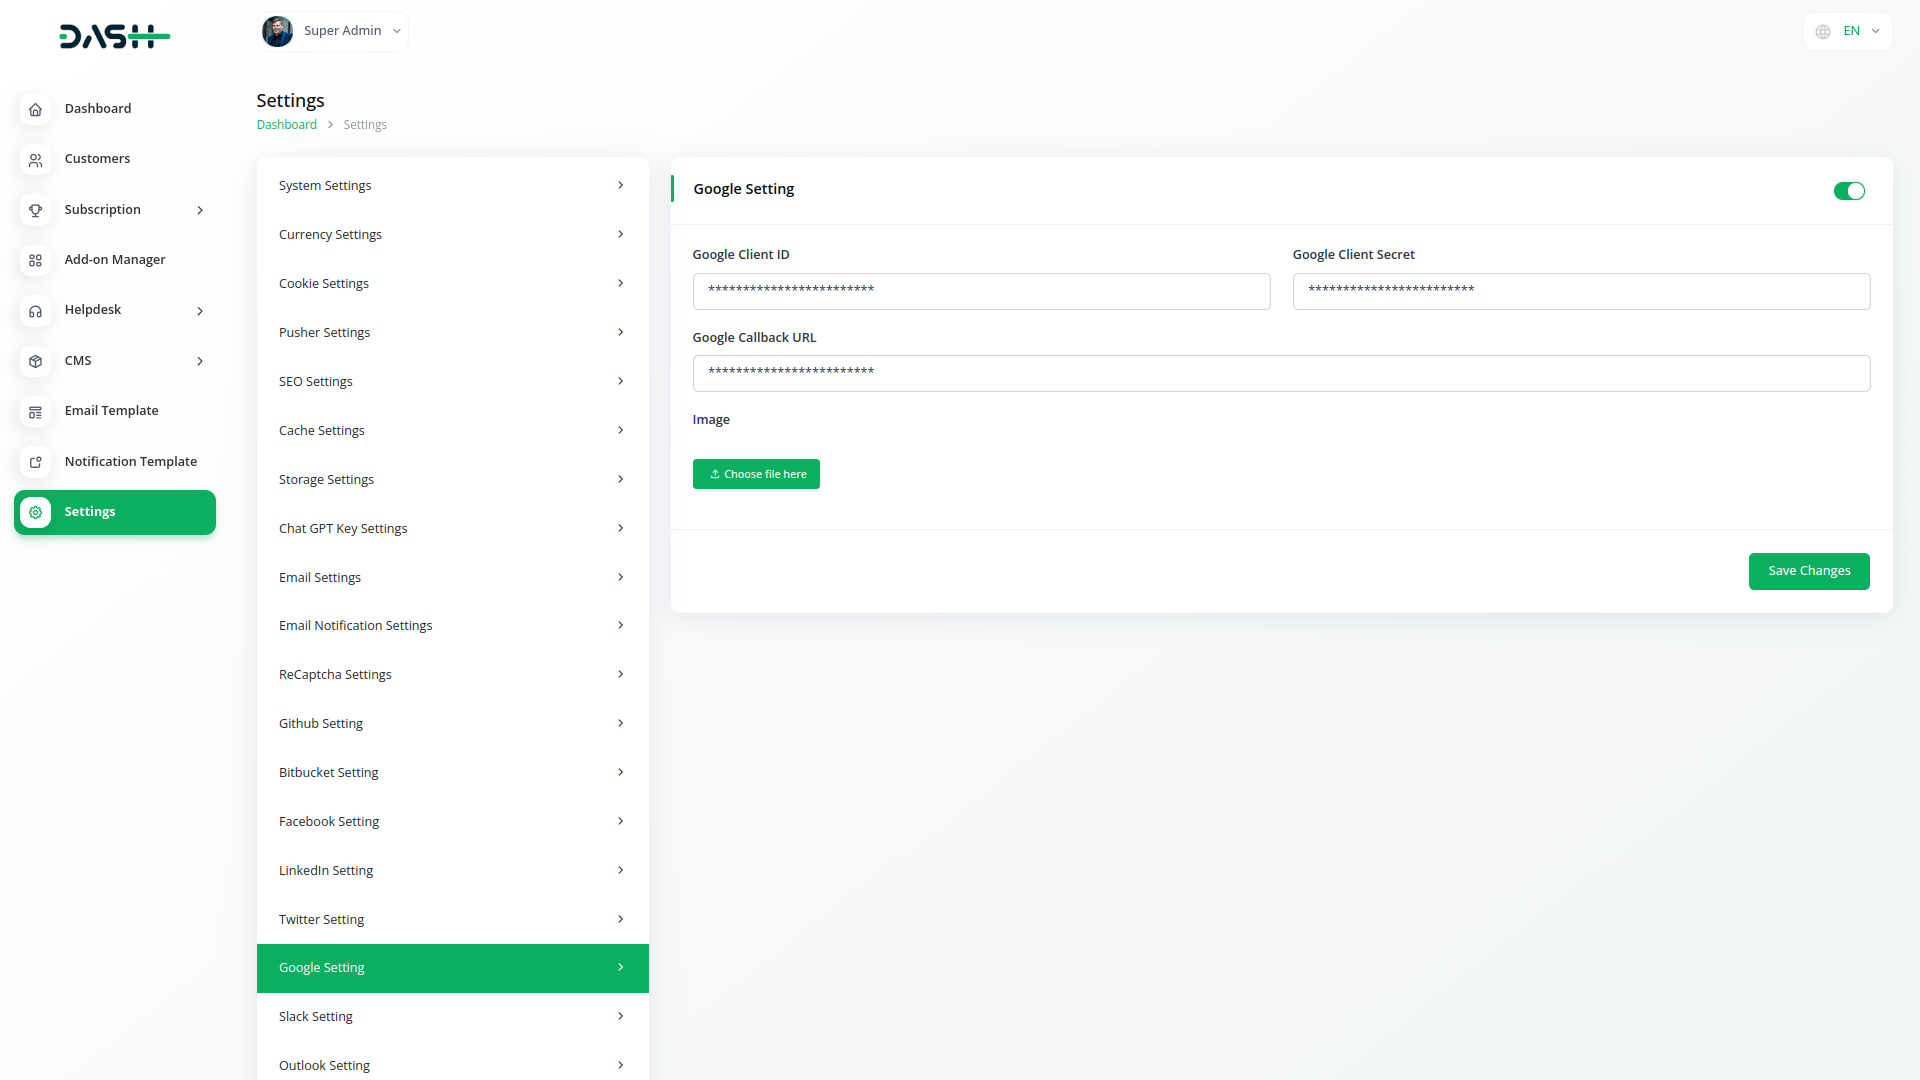 DASH
Super Admin
EN
Dashboard
Customers
Subscription
Add-on Manager
Helpdesk
CMS
Email Template
Notification Template
Settings
Settings
Dashboard > Settings
System Settings
Currency Settings
Cookie Settings
Pusher Settings
SEO Settings
Cache Settings
Storage Settings
Chat GPT Key Settings
Email Settings
Email Notification Settings
ReCaptcha Settings
Github Setting
Bitbucket Setting
Facebook Setting
LinkedIn Setting
Twitter Setting
Google Setting
Slack Setting
Outlook Setting
Google Setting
Google Client ID
************************
Google Client Secret
************************
Google Callback URL
************************
Image
Choose file here
Save Changes